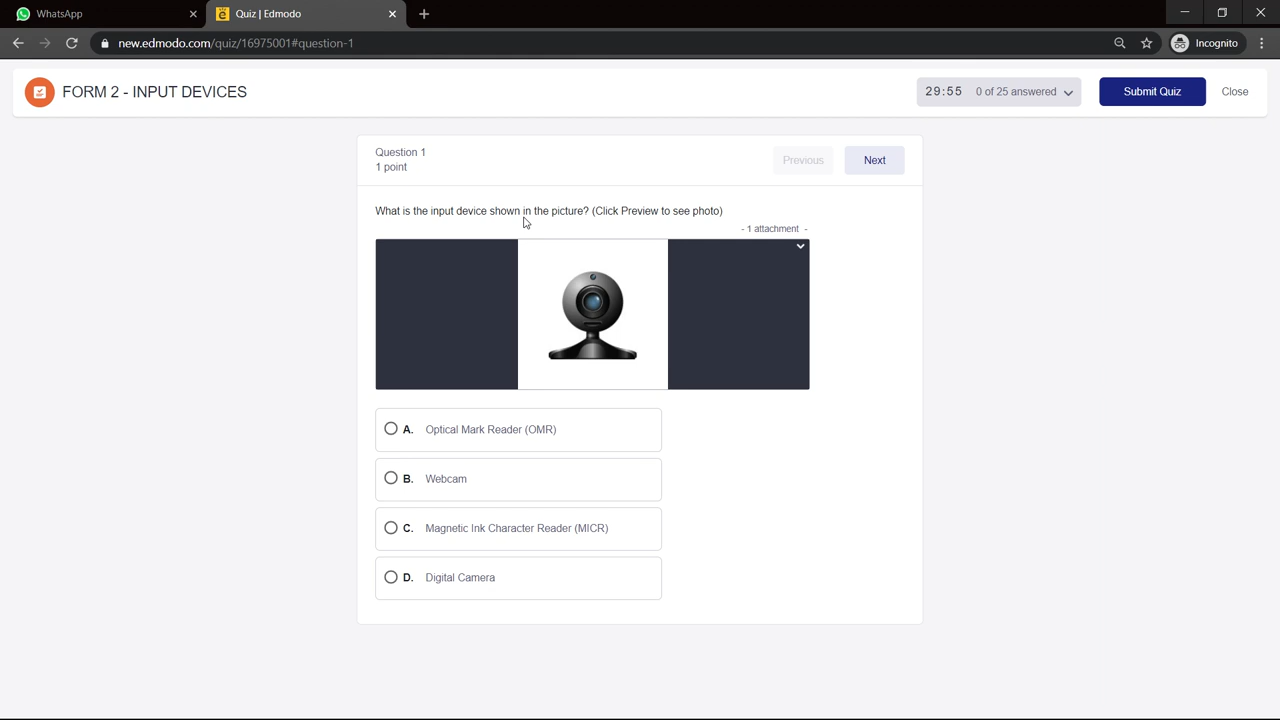 WhatsApp
Quiz | Edmodo
new.edmodo.com/quiz/16975001#question-1
Incognito
FORM 2 - INPUT DEVICES
29:55 0 of 25 answered
Submit Quiz
Close
Question 1
1 point
Previous
Next
What is the input device shown in the picture? (Click Preview to see photo)
- 1 attachment -
A. Optical Mark Reader (OMR)
B. Webcam
C. Magnetic Ink Character Reader (MICR)
D. Digital Camera